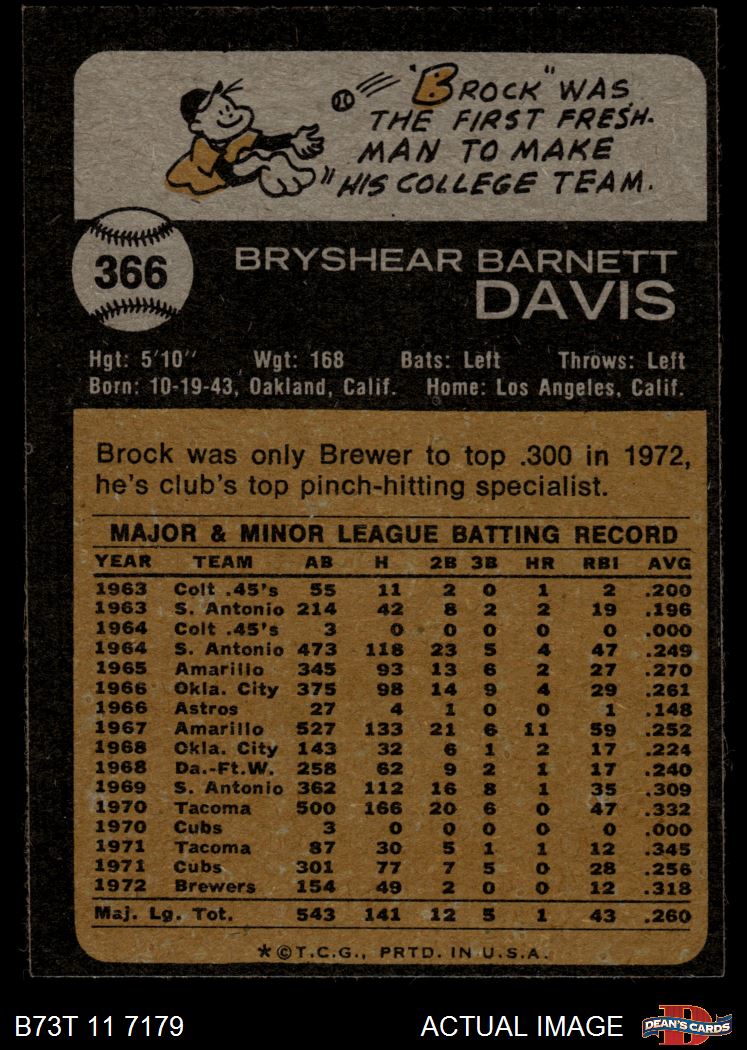 "BROCK" WAS
THE FIRST FRESH-
MAN TO MAKE
HIS COLLEGE TEAM.
366
BRYSHEAR BARNETT
DAVIS
Hgt: 5'10" Wgt: 168 Bats: Left Throws: Left
Born: 10-19-43, Oakland, Calif. Home: Los Angeles, Calif.
Brock was only Brewer to top .300 in 1972,
he's club's top pinch-hitting specialist.
MAJOR & MINOR LEAGUE BATTING RECORD
YEAR TEAM AB H 2B 3B HR RBI AVG
1963 Colt .45's 55 11 2 0 1 2 .200
1963 S. Antonio 214 42 8 2 2 19 .196
1964 Colt .45's 3 0 0 0 0 0 .000
1964 S. Antonio 473 118 23 5 4 47 .249
1965 Amarillo 345 93 13 6 2 27 .270
1966 Okla. City 375 98 14 9 4 29 .261
1966 Astros 27 4 1 0 0 1 .148
1967 Amarillo 527 133 21 6 11 59 .252
1968 Okla. City 143 32 6 1 2 17 .224
1968 Da.-Ft.W. 258 62 9 2 1 17 .240
1969 S. Antonio 362 112 16 8 1 35 .309
1970 Tacoma 500 166 20 6 0 47 .332
1970 Cubs 3 0 0 0 0 0 .000
1971 Tacoma 87 30 5 1 1 12 .345
1971 Cubs 301 77 7 5 0 28 .256
1972 Brewers 154 49 2 0 0 12 .318
Maj. Lg. Tot. 543 141 12 5 1 43 .260
*©T.C.G., PRTD. IN U.S.A.
B73T 11 7179 ACTUAL IMAGE DEAN'S CARDS